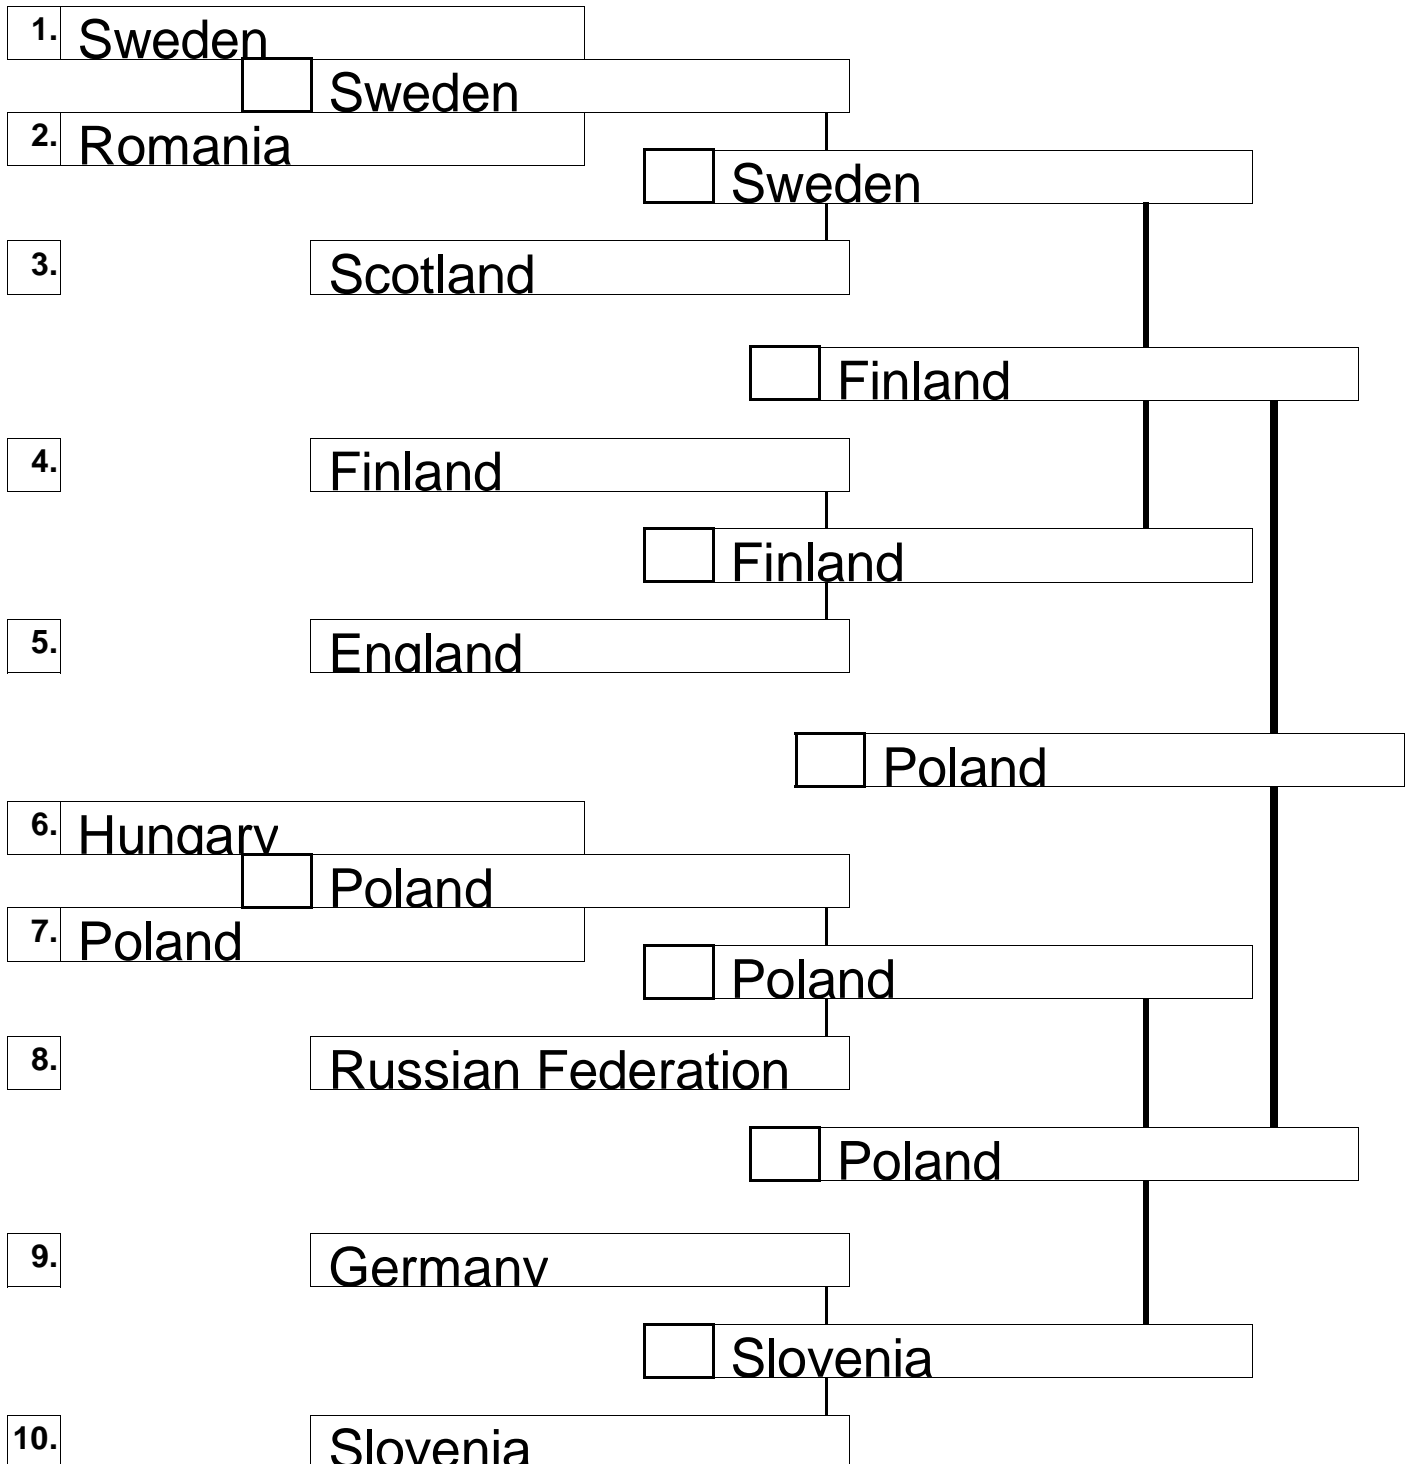 1. Sweden
Sweden
2. Romania
Sweden
3. Scotland
Finland
4. Finland
Finland
5. England
Poland
6. Hungary
Poland
7. Poland
Poland
8. Russian Federation
Poland
9. Germany
Slovenia
10. Slovenia